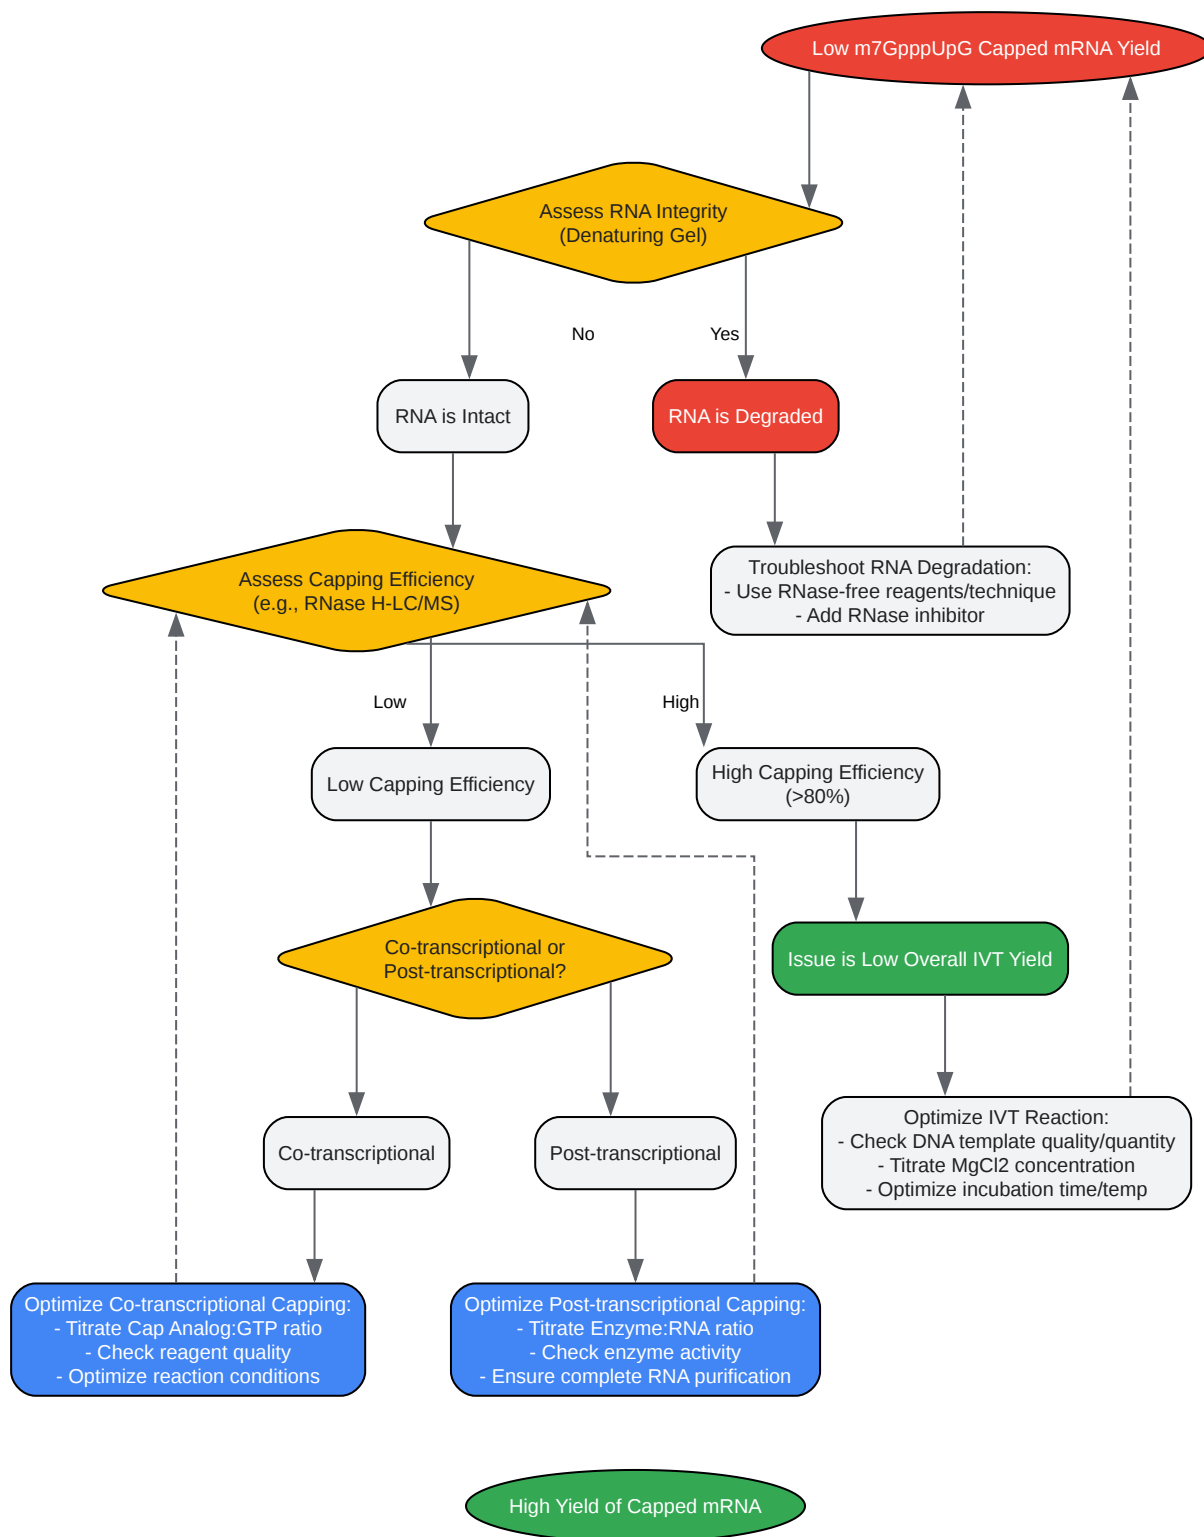 Low m7GpppUpG Capped mRNA Yield
Assess RNA Integrity
(Denaturing Gel)
No
Yes
RNA is Intact
RNA is Degraded
Assess Capping Efficiency
(e.g., RNase H-LC/MS)
Troubleshoot RNA Degradation:
- Use RNase-free reagents/technique
- Add RNase inhibitor
Low
High
Low Capping Efficiency
High Capping Efficiency
(>80%)
Co-transcriptional or
Post-transcriptional?
Issue is Low Overall IVT Yield
Co-transcriptional
Post-transcriptional
Optimize IVT Reaction:
- Check DNA template quality/quantity
- Titrate MgCl2 concentration
- Optimize incubation time/temp
Optimize Co-transcriptional Capping:
- Titrate Cap Analog:GTP ratio
- Check reagent quality
- Optimize reaction conditions
Optimize Post-transcriptional Capping:
- Titrate Enzyme:RNA ratio
- Check enzyme activity
- Ensure complete RNA purification
High Yield of Capped mRNA